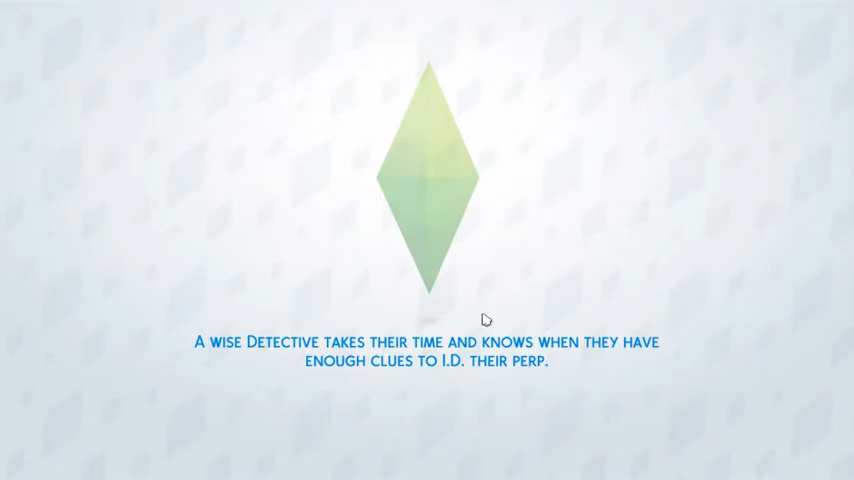 A wise Detective takes their time and knows when they have
enough clues to I.D. their perp.